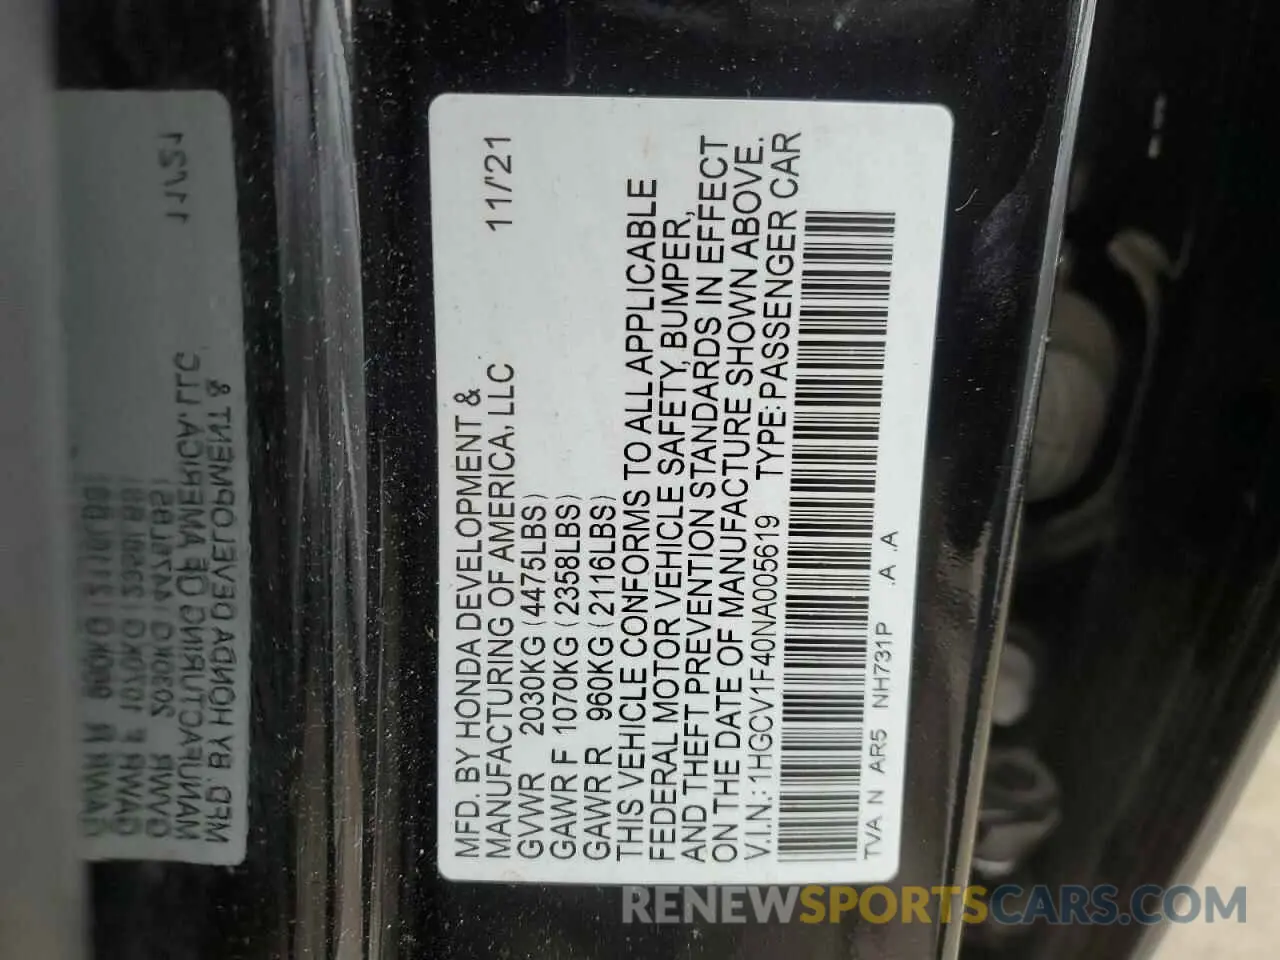 MFD. BY HONDA DEVELOPMENT &
MANUFACTURING OF AMERICA, LLC 11/'21
GVWR 2030KG (4475LBS)
GAWR F 1070KG (2358LBS)
GAWR R 960KG (2116LBS)
THIS VEHICLE CONFORMS TO ALL APPLICABLE
FEDERAL MOTOR VEHICLE SAFETY, BUMPER,
AND THEFT PREVENTION STANDARDS IN EFFECT
ON THE DATE OF MANUFACTURE SHOWN ABOVE.
V.I.N.: 1HGCV1F40NA005619 TYPE: PASSENGER CAR
TVA N AR5 NH731P .A .A
RENEWSPORTSCARS.COM